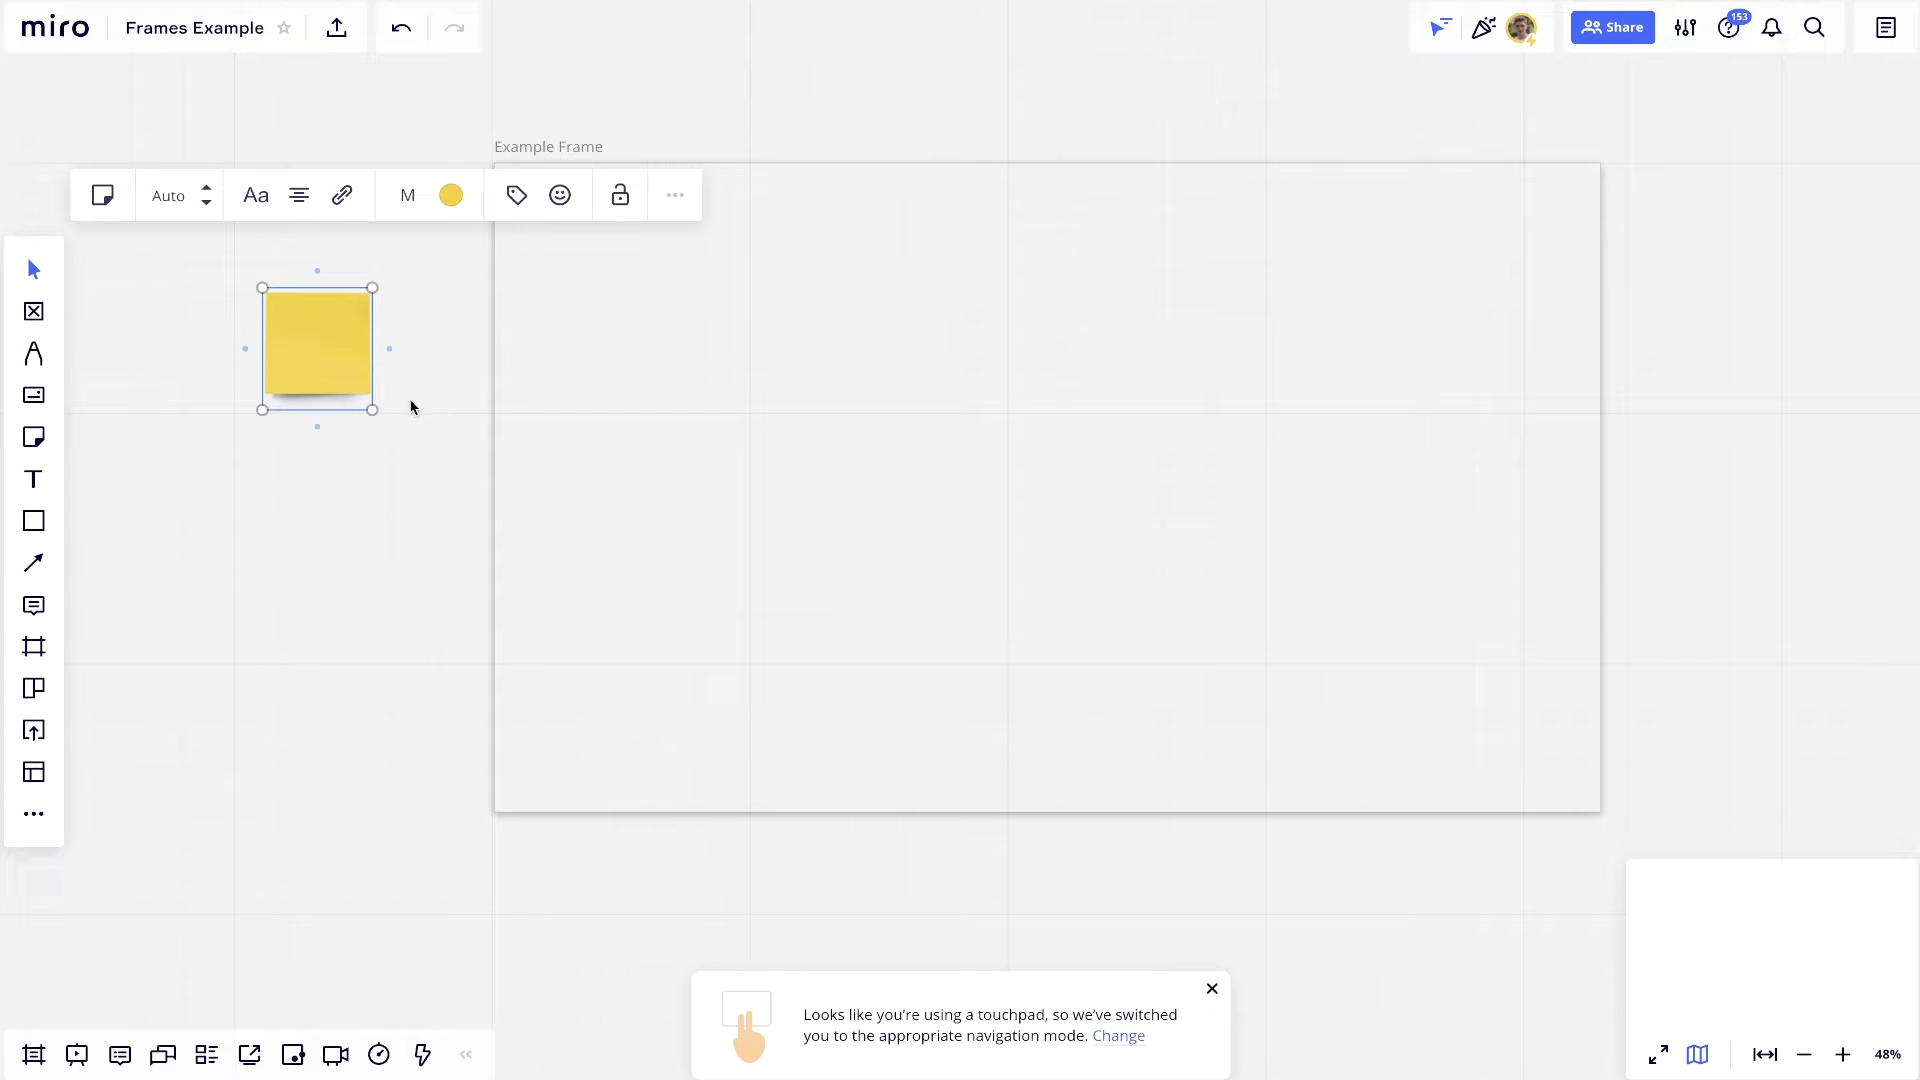 miro
Frames Example
Share
153
Example Frame
Auto
Aa
M
T
Looks like you're using a touchpad, so we've switched
you to the appropriate navigation mode. Change
48%